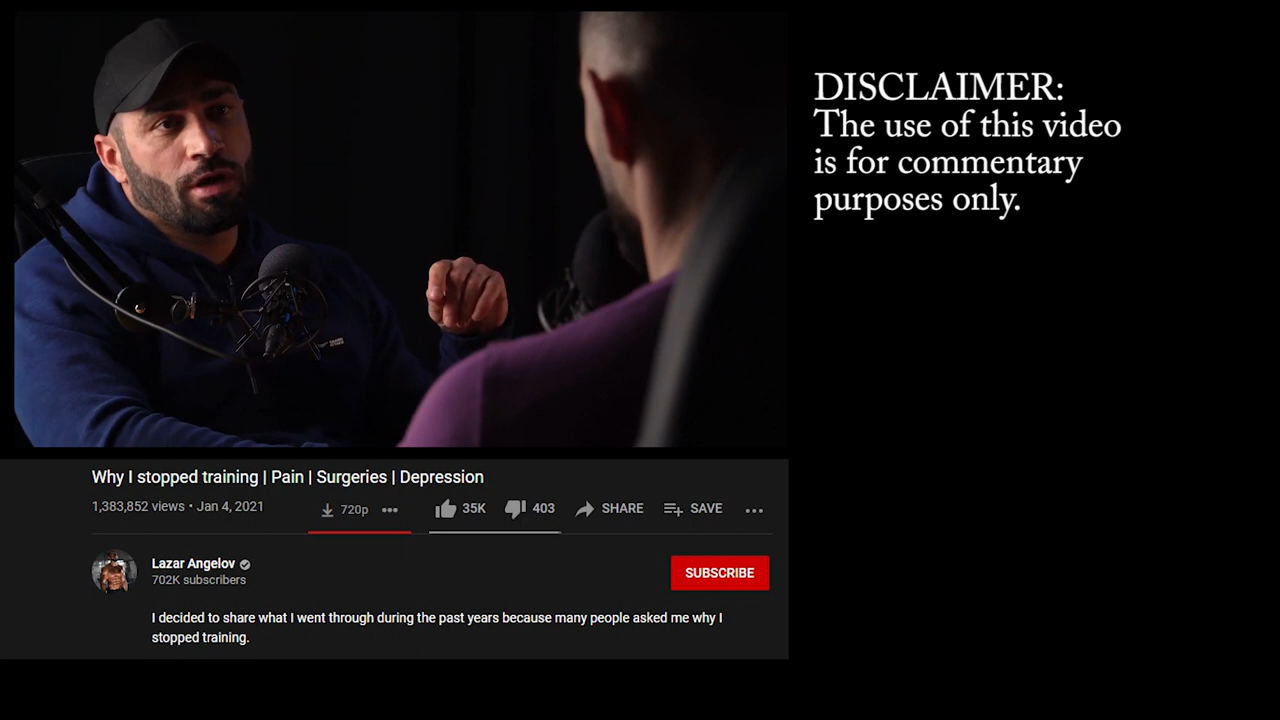 DISCLAIMER:
The use of this video
is for commentary
purposes only.
Why I stopped training | Pain | Surgeries | Depression
1,383,852 views • Jan 4, 2021
720p
35K
403
SHARE
SAVE
Lazar Angelov
702K subscribers
SUBSCRIBE
I decided to share what I went through during the past years because many people asked me why I
stopped training.